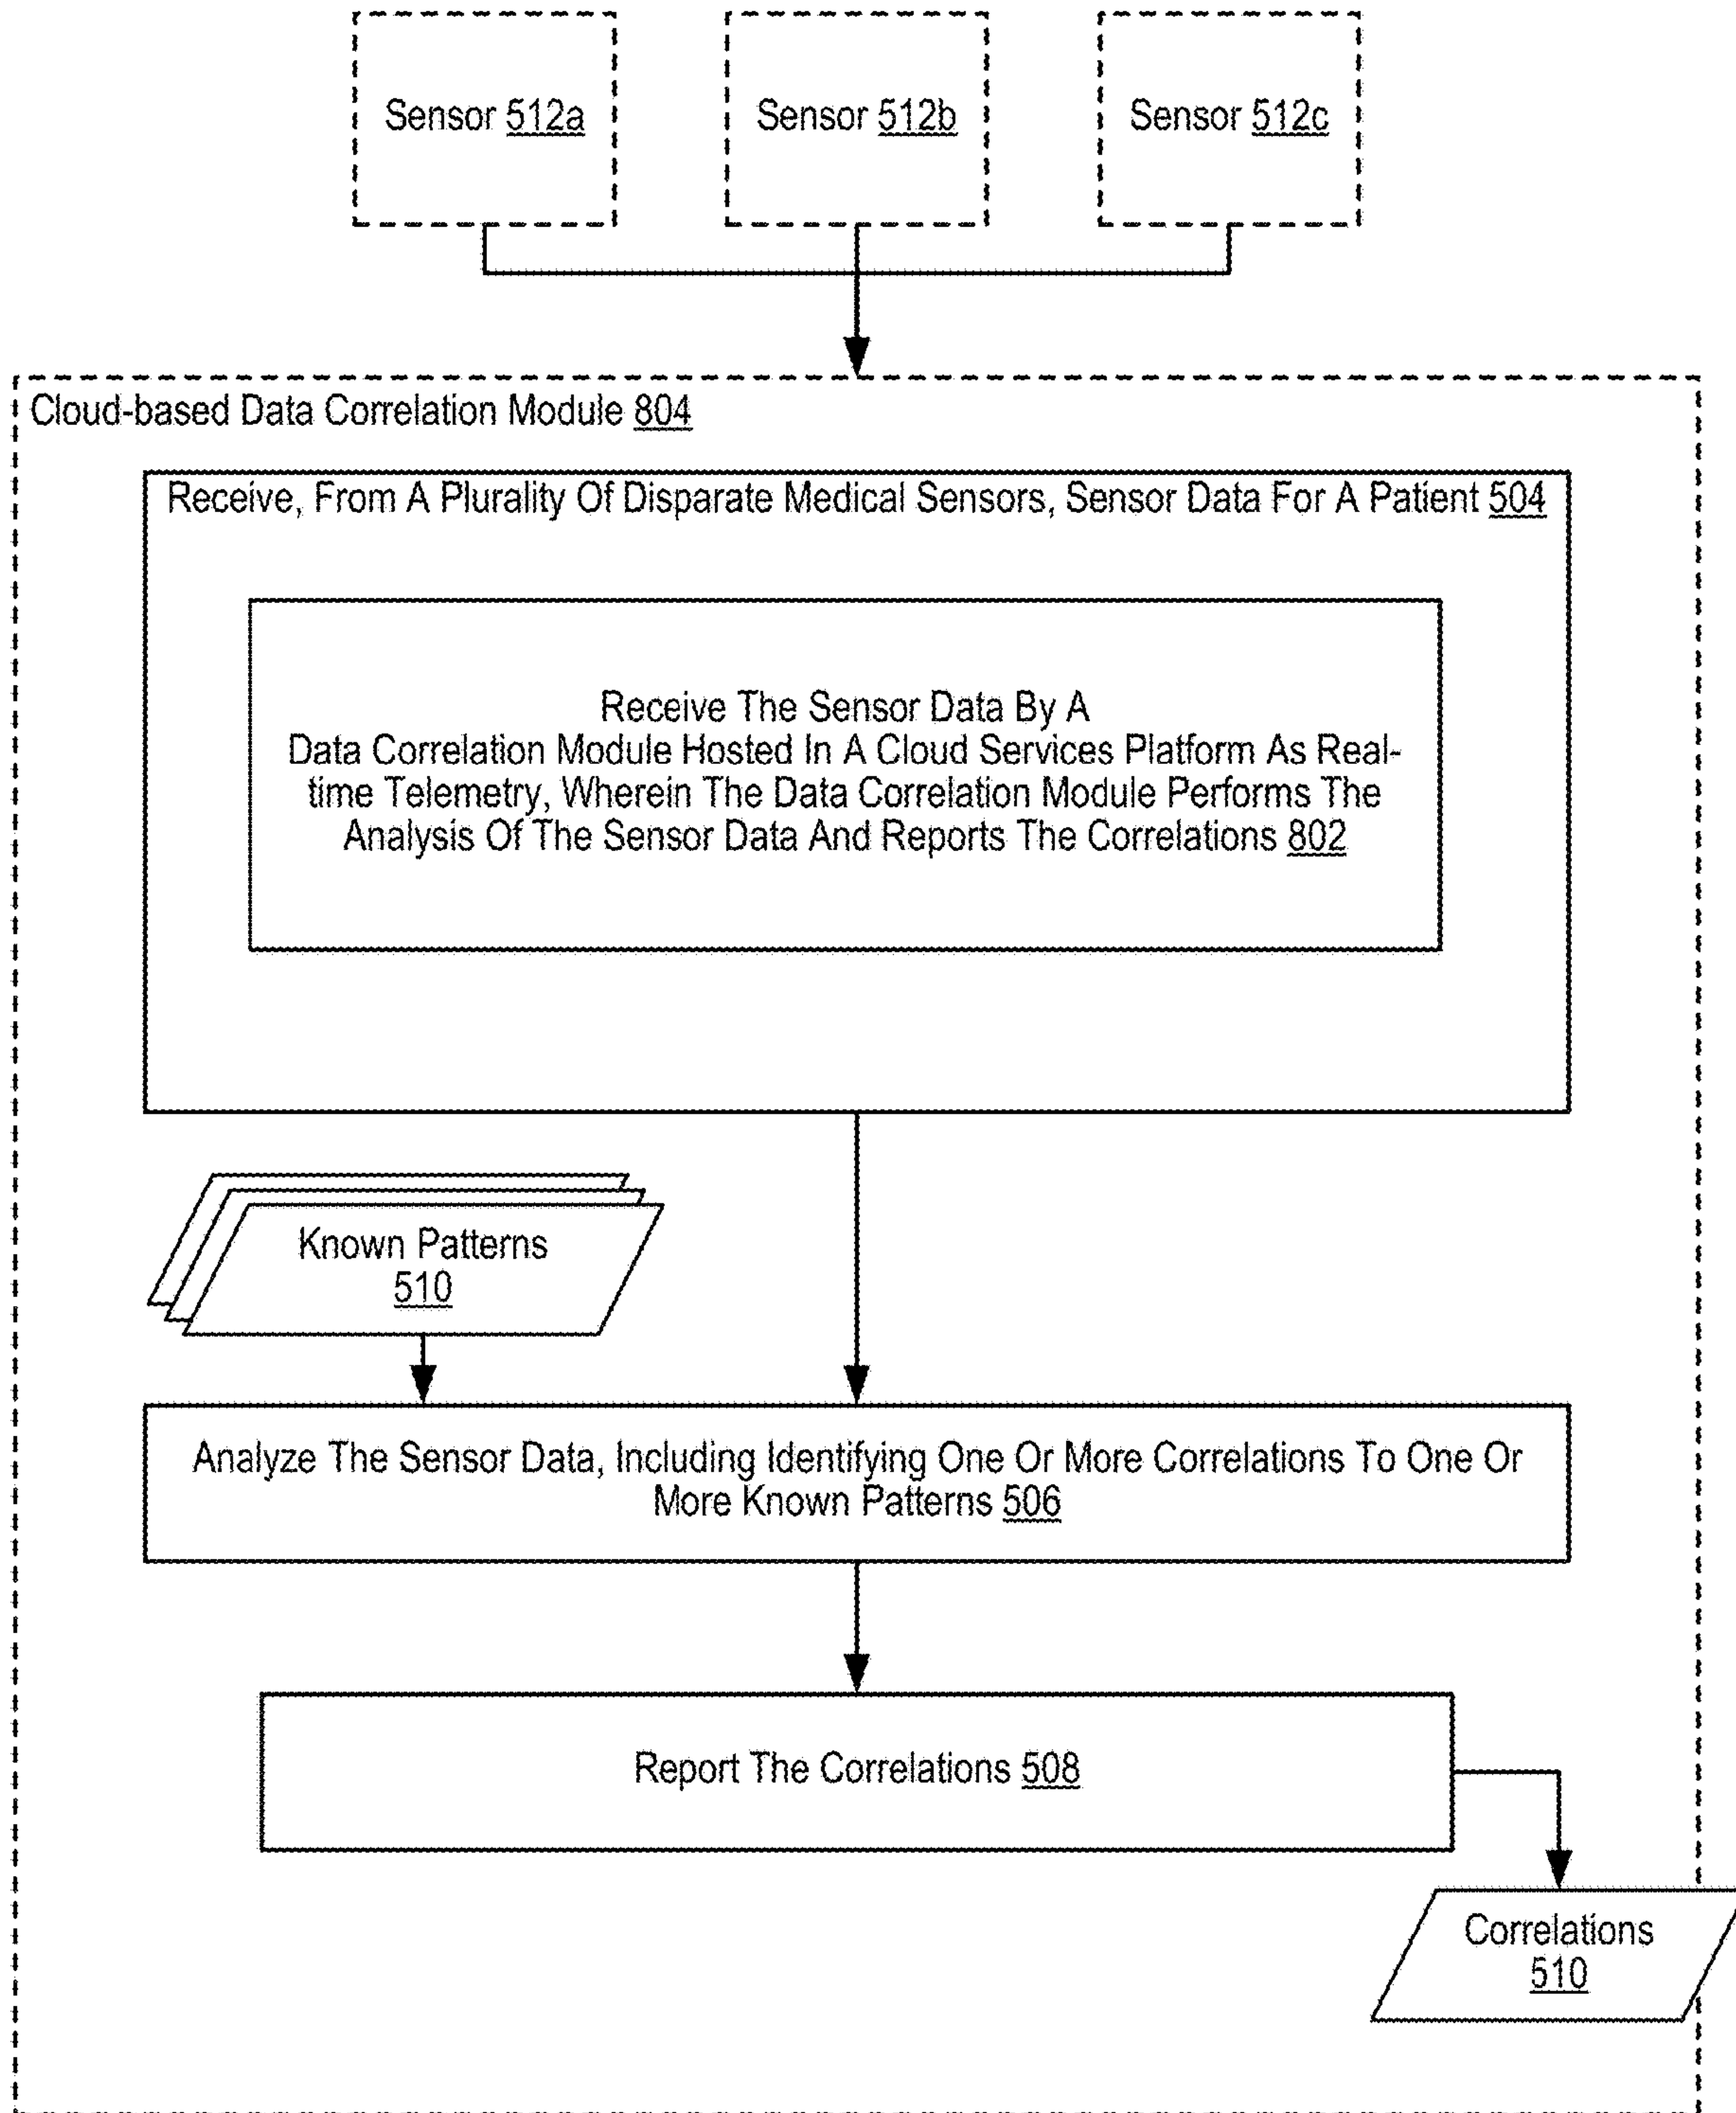 Sensor 512a
Sensor 512b
Sensor 512c
Cloud-based Data Correlation Module 804
Receive, From A Plurality Of Disparate Medical Sensors, Sensor Data For A Patient 504
Receive The Sensor Data By A
Data Correlation Module Hosted In A Cloud Services Platform As Real-
time Telemetry, Wherein The Data Correlation Module Performs The
Analysis Of The Sensor Data And Reports The Correlations 802
Known Patterns
510
Analyze The Sensor Data, Including Identifying One Or More Correlations To One Or
More Known Patterns 506
Report The Correlations 508
Correlations
510